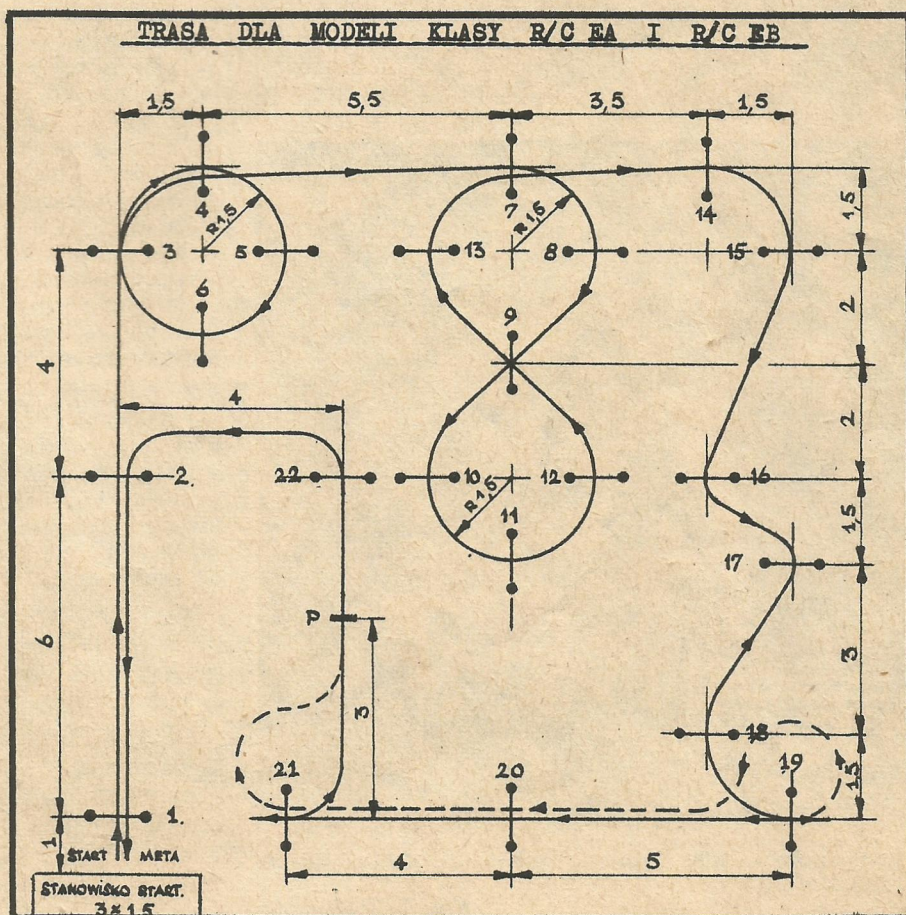 TRASA DLA MODELI KLASY R/C EA I R/C EB
1,5 5,5 3,5 1,5
4 7 14
R1,5 R1,5 1,5
3 5 13 8 15
6 2
9
4 4 2
2. 22 10 12 16
R1,5 11 1,5
17
P
6 3 3
18
21 20 19 1,5
1.
1 START META
4 5
STANOWISKO START.
3×1,5